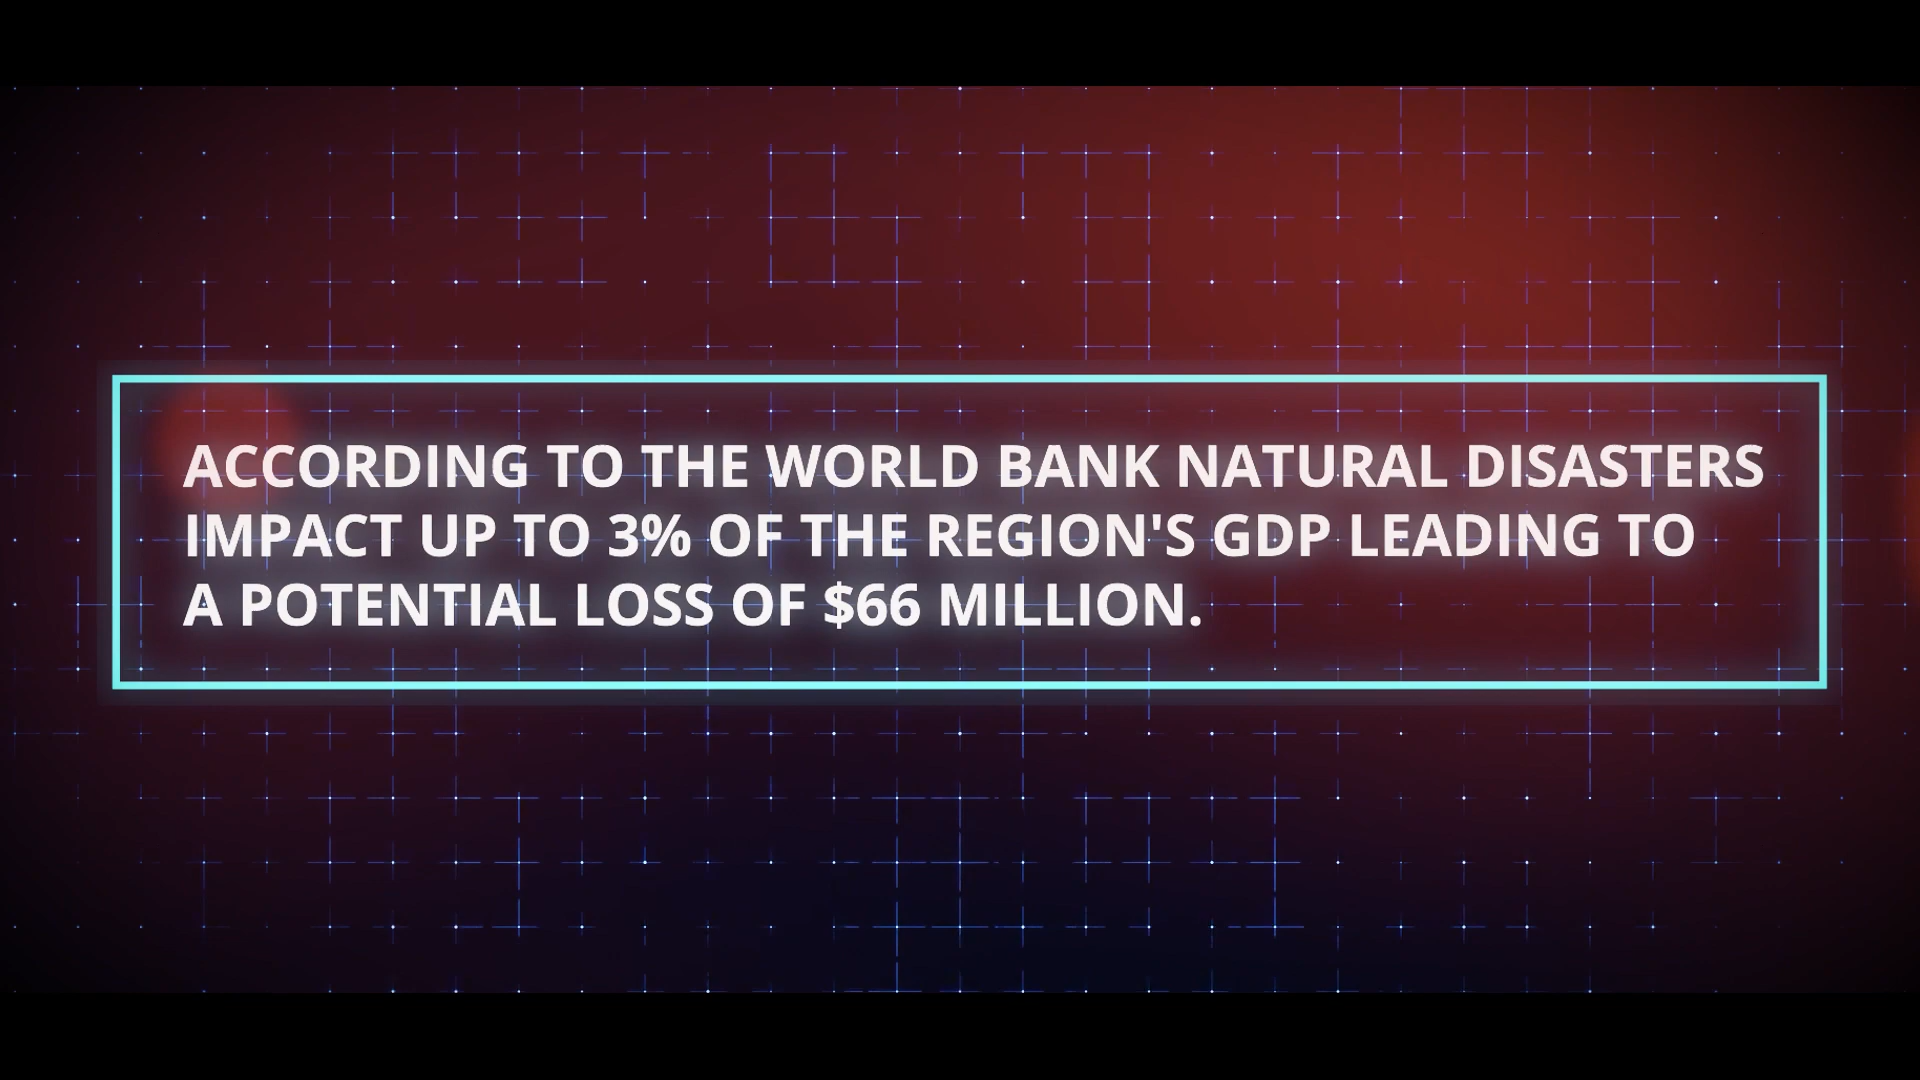 ACCORDING TO THE WORLD BANK NATURAL DISASTERS
IMPACT UP TO 3% OF THE REGION'S GDP LEADING TO
A POTENTIAL LOSS OF $66 MILLION.